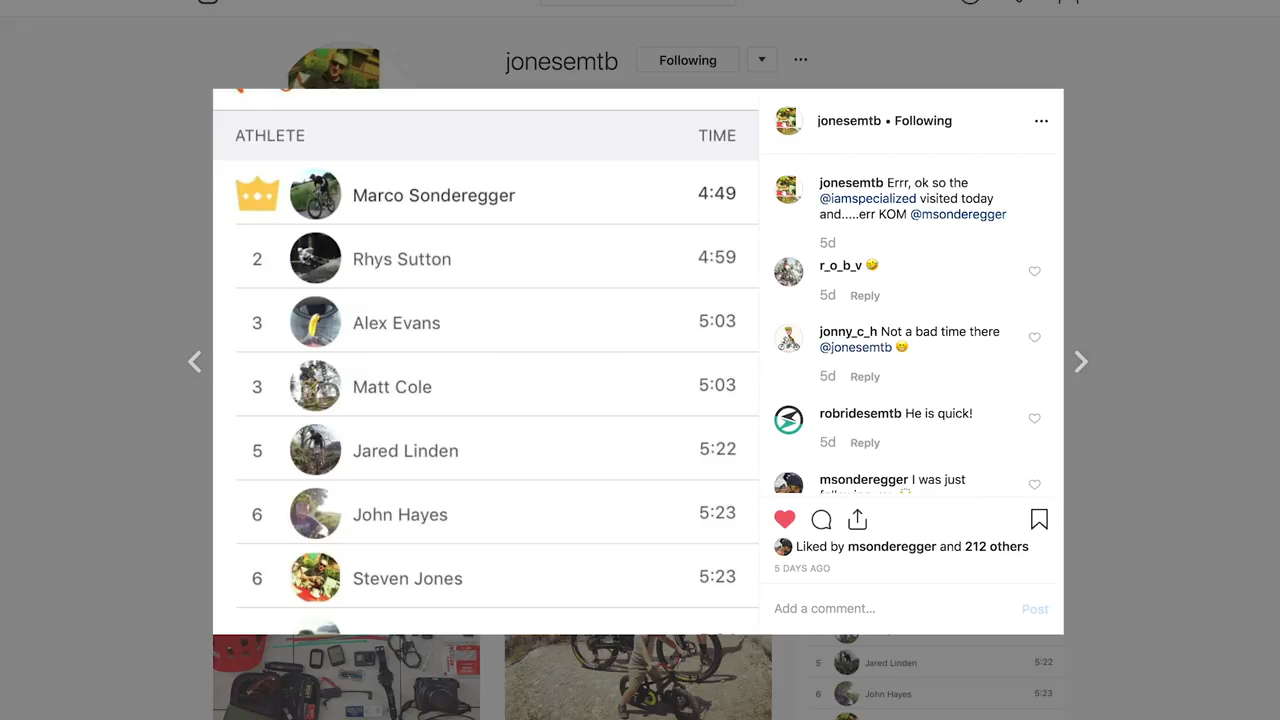 jonesemtb Following
ATHLETE TIME
Marco Sonderegger 4:49
2 Rhys Sutton 4:59
3 Alex Evans 5:03
3 Matt Cole 5:03
5 Jared Linden 5:22
6 John Hayes 5:23
6 Steven Jones 5:23
jonesemtb • Following
jonesemtb Errr, ok so the
@iamspecialized visited today
and.....err KOM @msonderegger
5d
r_o_b_v 🤣
5d Reply
jonny_c_h Not a bad time there
@jonesemtb 😁
5d Reply
robridesemtb He is quick!
5d Reply
msonderegger I was just
Liked by msonderegger and 212 others
5 DAYS AGO
Add a comment... Post
5 Jared Linden 5:22
6 John Hayes 5:23